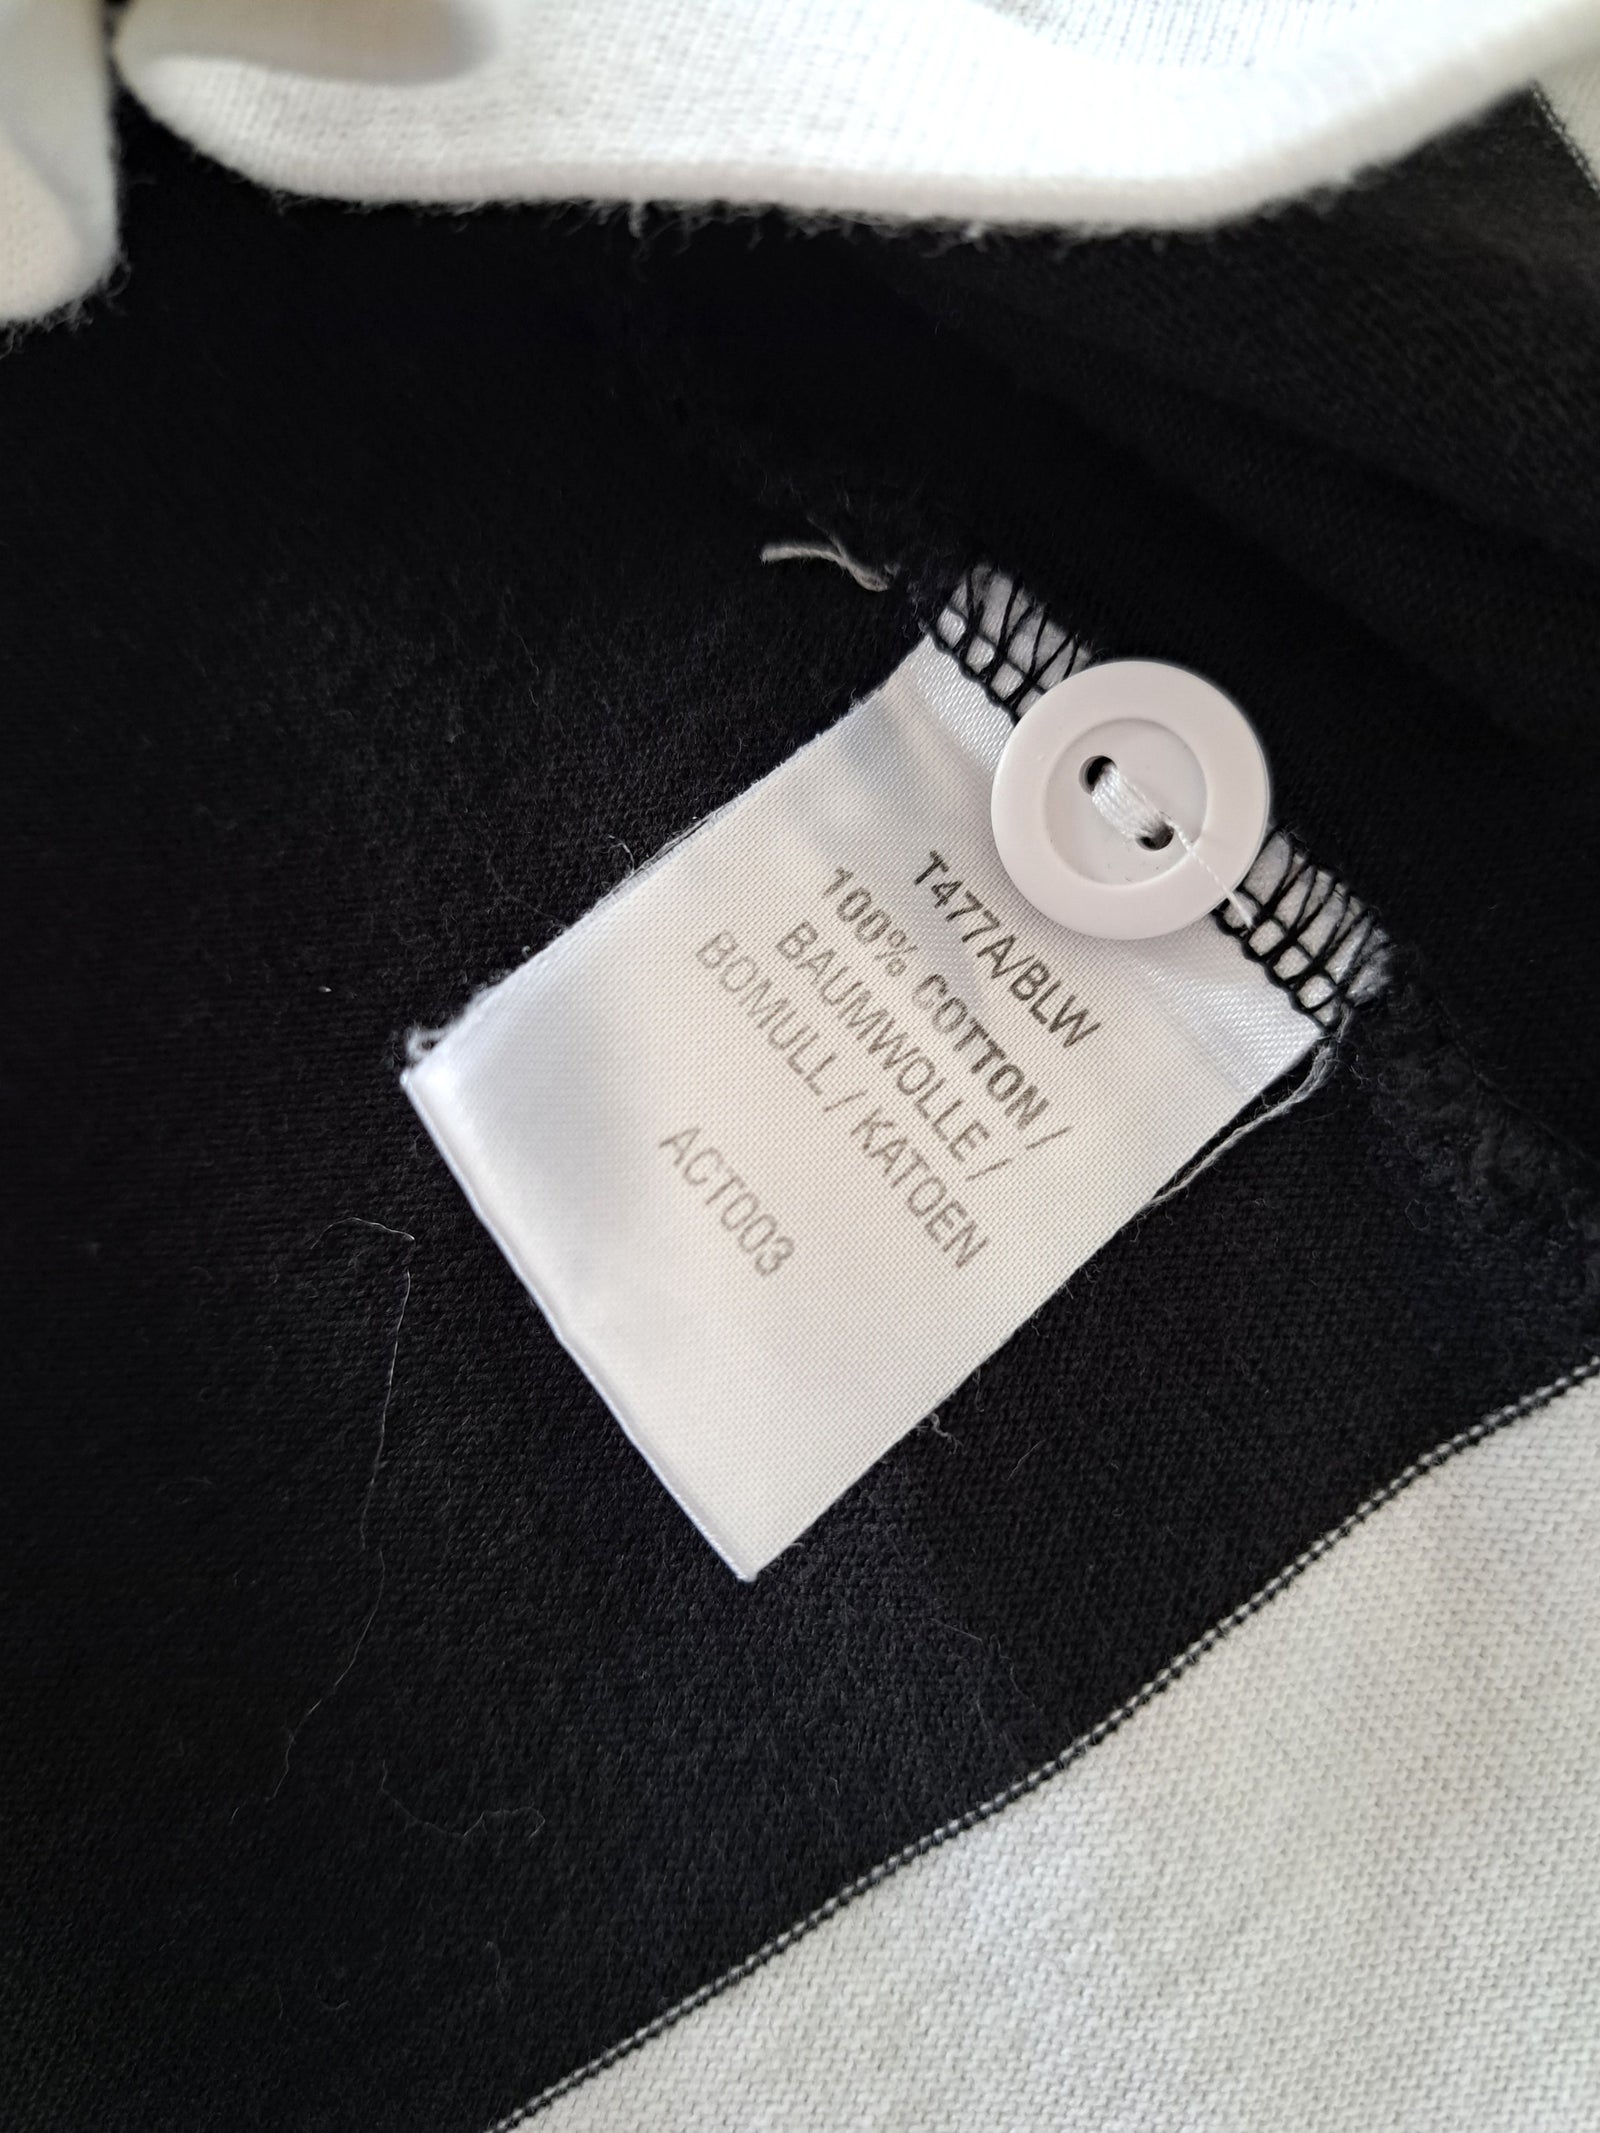 T477A/BLW
100% COTTON /
BAUMWOLLE /
BOMULL / KATOEN
ACT003